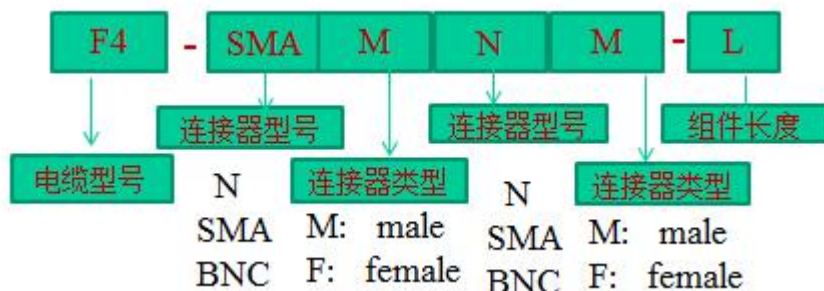 F4 - SMA M N M - L
连接器型号 连接器型号 组件长度
电缆型号 N 连接器类型 N 连接器类型
SMA M: male SMA M: male
BNC F: female BNC F: female